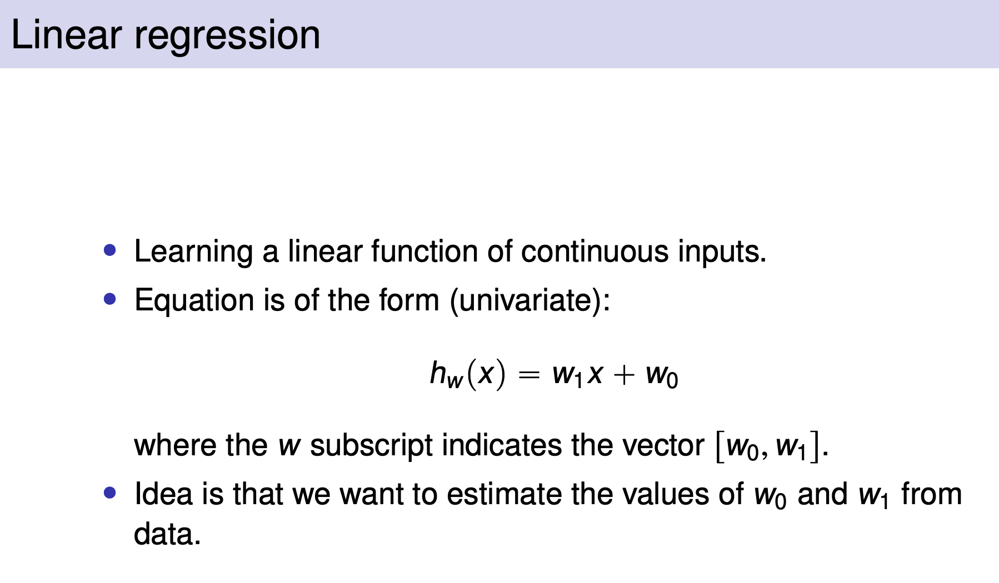 Linear regression
• Learning a linear function of continuous inputs.
• Equation is of the form (univariate):
h_w(x) = w_1x + w_0
where the w subscript indicates the vector [w_0, w_1].
• Idea is that we want to estimate the values of w_0 and w_1 from
data.